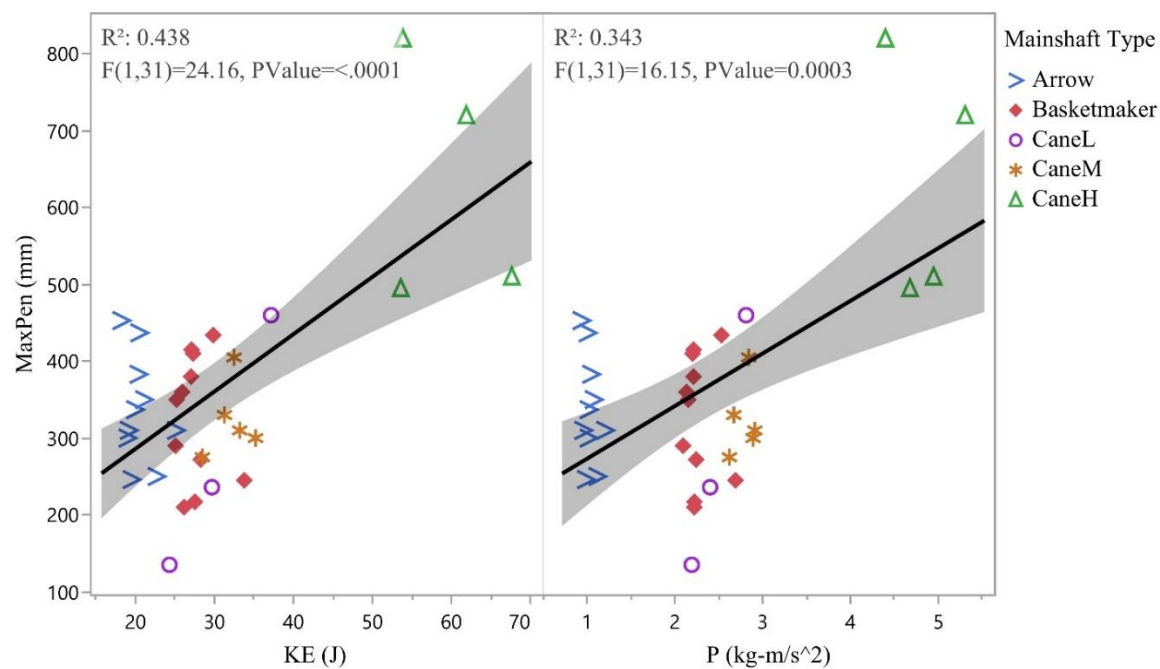 R²: 0.438
F(1,31)=24.16, PValue=<.0001
R²: 0.343
F(1,31)=16.15, PValue=0.0003
Mainshaft Type
Arrow
Basketmaker
CaneL
CaneM
CaneH
MaxPen (mm)
800
700
600
500
400
300
200
100
20 30 40 50 60 70
1 2 3 4 5
KE (J)
P (kg-m/s^2)